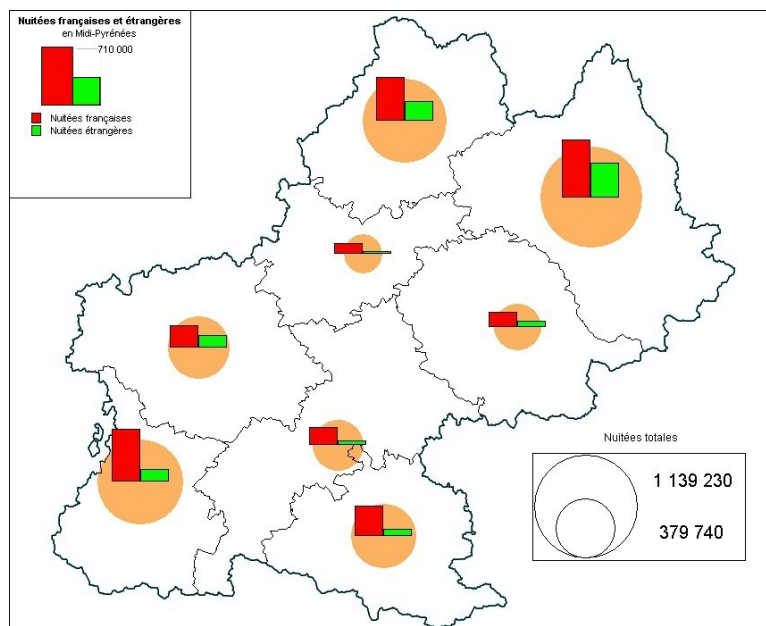 Nuitées françaises et étrangères
en Midi-Pyrénées
710 000
Nuitées françaises
Nuitées étrangères
Nuitées totales
1 139 230
379 740